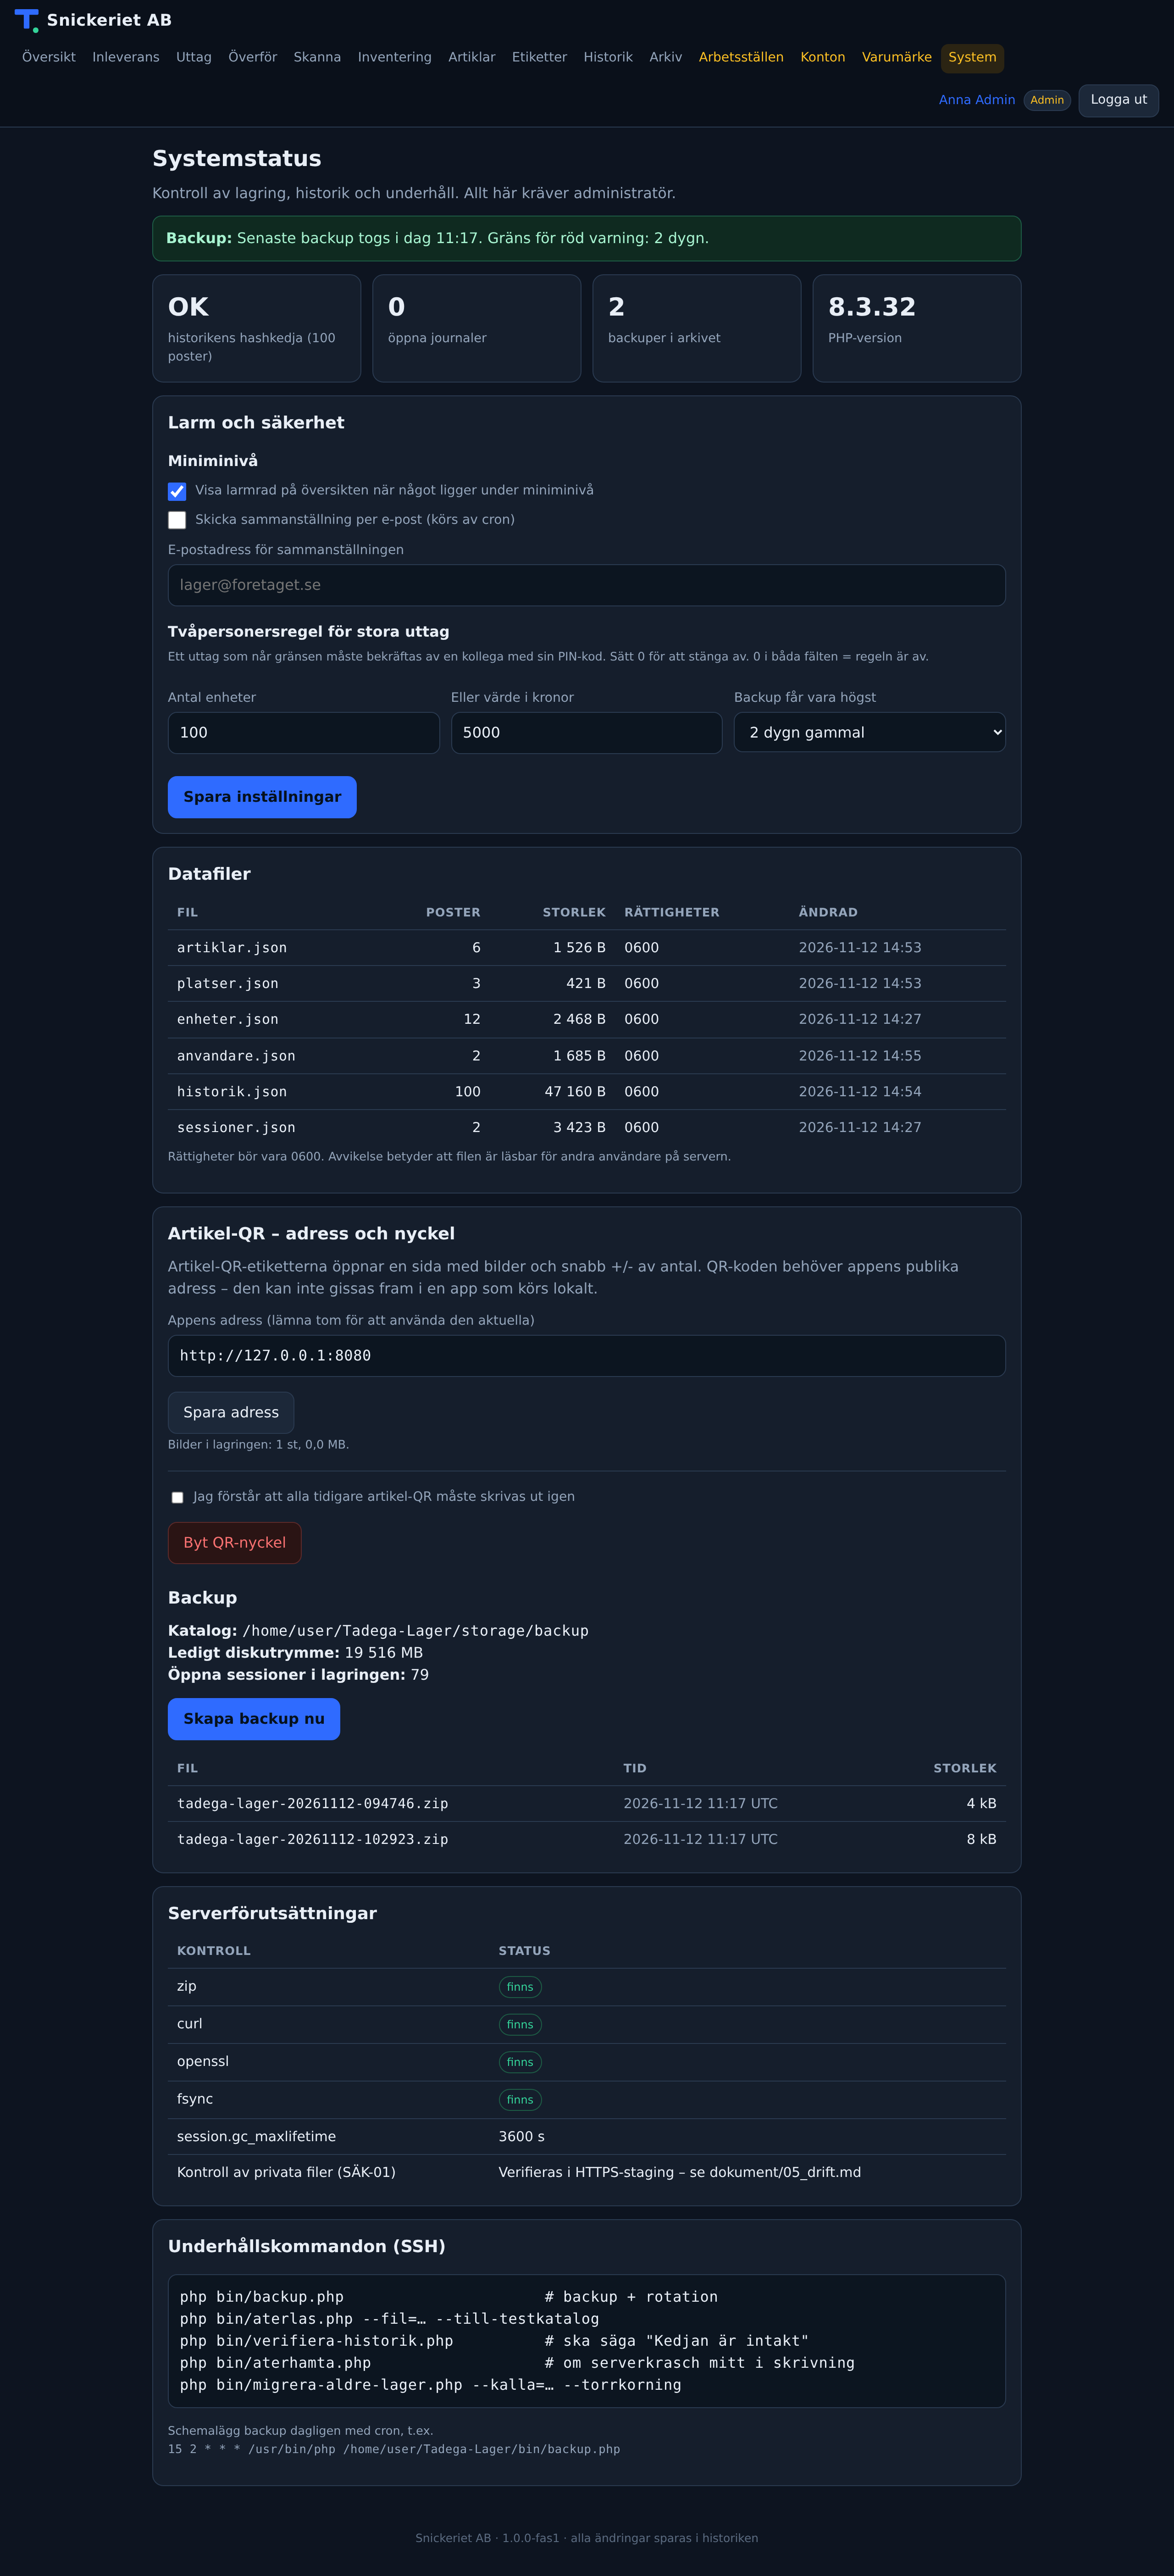 Snickeriet AB
Översikt Inleverans Uttag Överför Skanna Inventering Artiklar Etiketter Historik Arkiv Arbetsställen Konton Varumärke System
Anna Admin Admin Logga ut
Systemstatus
Kontroll av lagring, historik och underhåll. Allt här kräver administratör.
Backup: Senaste backup togs i dag 11:17. Gräns för röd varning: 2 dygn.
OK
historikens hashkedja (100
poster)
0
öppna journaler
2
backuper i arkivet
8.3.32
PHP-version
Larm och säkerhet
Miniminivå
Visa larmrad på översikten när något ligger under miniminivå
Skicka sammanställning per e-post (körs av cron)
E-postadress för sammanställningen
lager@foretaget.se
Tvåpersonersregel för stora uttag
Ett uttag som når gränsen måste bekräftas av en kollega med sin PIN-kod. Sätt 0 för att stänga av. 0 i båda fälten = regeln är av.
Antal enheter Eller värde i kronor Backup får vara högst
100 5000 2 dygn gammal
Spara inställningar
Datafiler
FIL POSTER STORLEK RÄTTIGHETER ÄNDRAD
artiklar.json 6 1 526 B 0600 2026-11-12 14:53
platser.json 3 421 B 0600 2026-11-12 14:53
enheter.json 12 2 468 B 0600 2026-11-12 14:27
anvandare.json 2 1 685 B 0600 2026-11-12 14:55
historik.json 100 47 160 B 0600 2026-11-12 14:54
sessioner.json 2 3 423 B 0600 2026-11-12 14:27
Rättigheter bör vara 0600. Avvikelse betyder att filen är läsbar för andra användare på servern.
Artikel-QR – adress och nyckel
Artikel-QR-etiketterna öppnar en sida med bilder och snabb +/- av antal. QR-koden behöver appens publika
adress – den kan inte gissas fram i en app som körs lokalt.
Appens adress (lämna tom för att använda den aktuella)
http://127.0.0.1:8080
Spara adress
Bilder i lagringen: 1 st, 0,0 MB.
Jag förstår att alla tidigare artikel-QR måste skrivas ut igen
Byt QR-nyckel
Backup
Katalog: /home/user/Tadega-Lager/storage/backup
Ledigt diskutrymme: 19 516 MB
Öppna sessioner i lagringen: 79
Skapa backup nu
FIL TID STORLEK
tadega-lager-20261112-094746.zip 2026-11-12 11:17 UTC 4 kB
tadega-lager-20261112-102923.zip 2026-11-12 11:17 UTC 8 kB
Serverförutsättningar
KONTROLL STATUS
zip finns
curl finns
openssl finns
fsync finns
session.gc_maxlifetime 3600 s
Kontroll av privata filer (SÄK-01) Verifieras i HTTPS-staging – se dokument/05_drift.md
Underhållskommandon (SSH)
php bin/backup.php # backup + rotation
php bin/aterlas.php --fil=… --till-testkatalog
php bin/verifiera-historik.php # ska säga "Kedjan är intakt"
php bin/aterhamta.php # om serverkrasch mitt i skrivning
php bin/migrera-aldre-lager.php --kalla=… --torrkorning
Schemalägg backup dagligen med cron, t.ex.
15 2 * * * /usr/bin/php /home/user/Tadega-Lager/bin/backup.php
Snickeriet AB · 1.0.0-fas1 · alla ändringar sparas i historiken